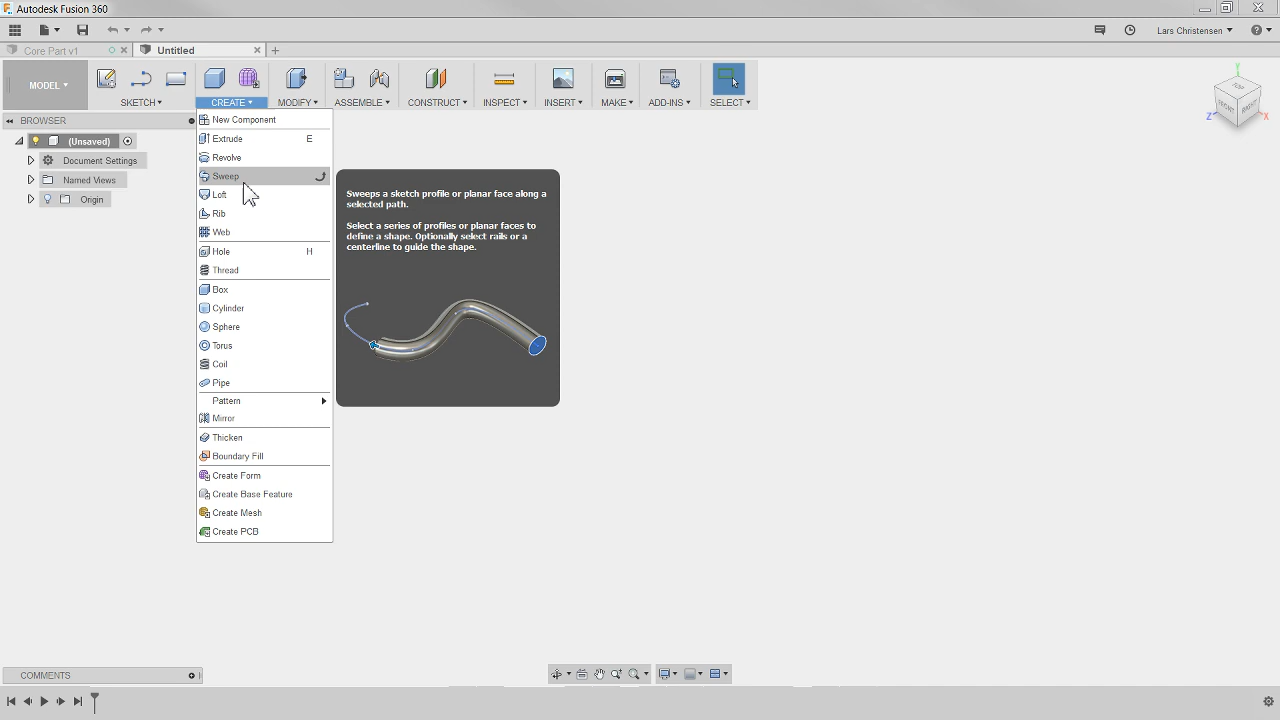 Autodesk Fusion 360
Lars Christensen
Core Part v1
Untitled
MODEL
SKETCH
CREATE
MODIFY
ASSEMBLE
CONSTRUCT
INSPECT
INSERT
MAKE
ADD-INS
SELECT
BROWSER
(Unsaved)
Document Settings
Named Views
Origin
New Component
Extrude E
Revolve
Sweep
Loft
Rib
Web
Hole H
Thread
Box
Cylinder
Sphere
Torus
Coil
Pipe
Pattern
Mirror
Thicken
Boundary Fill
Create Form
Create Base Feature
Create Mesh
Create PCB
Sweeps a sketch profile or planar face along a
selected path.
Select a series of profiles or planar faces to
define a shape. Optionally select rails or a
centerline to guide the shape.
Y
TOP
FRONT
RIGHT
Z
X
COMMENTS